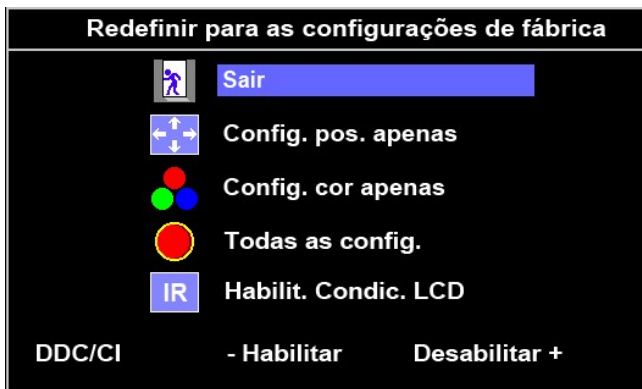 Redefinir para as configurações de fábrica
Sair
Config. pos. apenas
Config. cor apenas
Todas as config.
IR Habilit. Condic. LCD
DDC/CI - Habilitar Desabilitar +